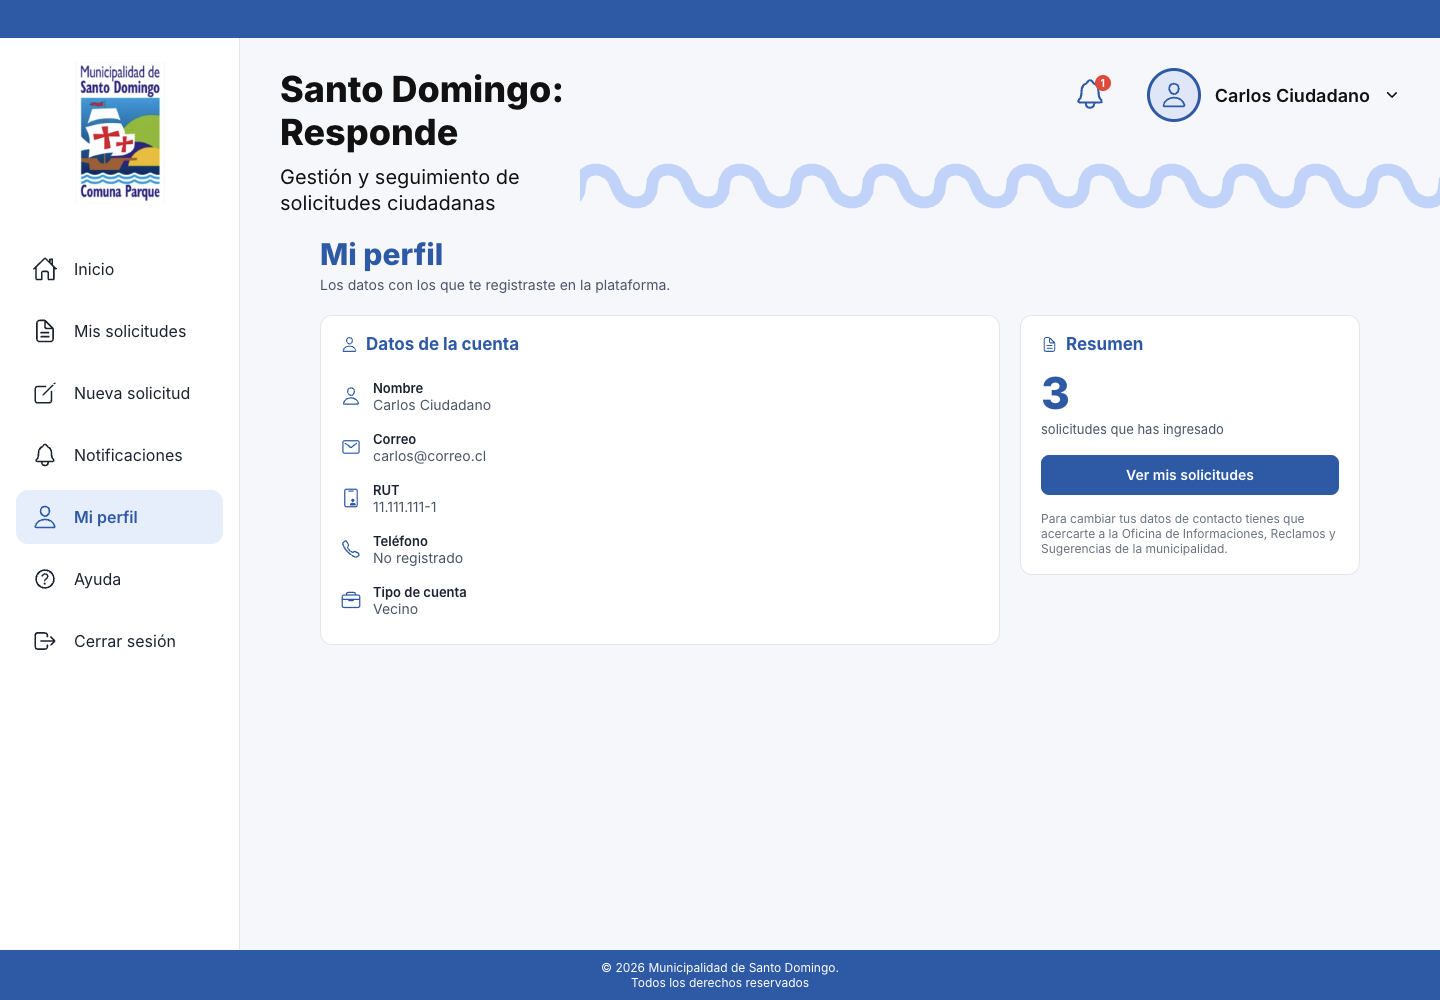 Municipalidad de
Santo Domingo
Comuna Parque
Inicio
Mis solicitudes
Nueva solicitud
Notificaciones
Mi perfil
Ayuda
Cerrar sesión
Santo Domingo:
Responde
Gestión y seguimiento de
solicitudes ciudadanas
1
Carlos Ciudadano
Mi perfil
Los datos con los que te registraste en la plataforma.
Datos de la cuenta
Nombre
Carlos Ciudadano
Correo
carlos@correo.cl
RUT
11.111.111-1
Teléfono
No registrado
Tipo de cuenta
Vecino
Resumen
3
solicitudes que has ingresado
Ver mis solicitudes
Para cambiar tus datos de contacto tienes que
acercarte a la Oficina de Informaciones, Reclamos y
Sugerencias de la municipalidad.
© 2026 Municipalidad de Santo Domingo.
Todos los derechos reservados